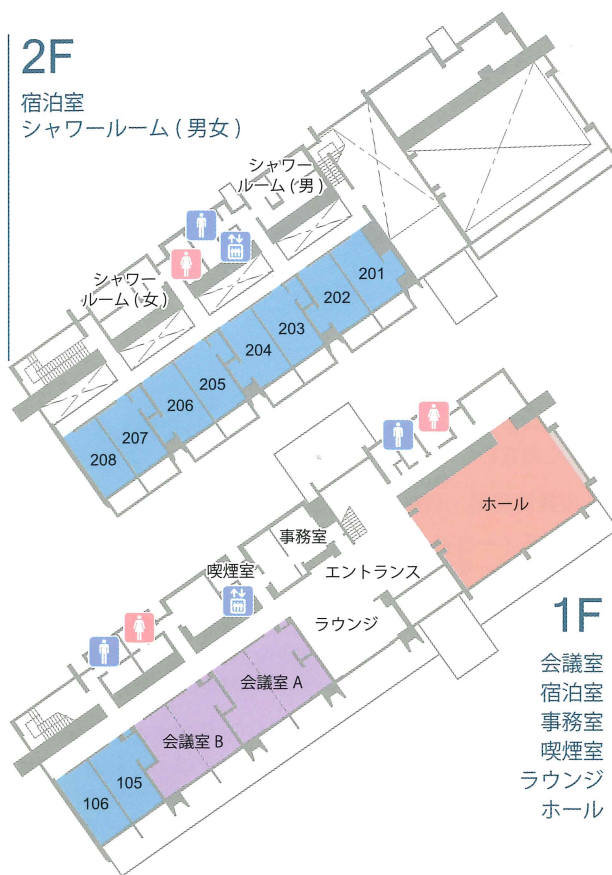 2F
宿泊室
シャワールーム ( 男女 )
シャワー
ルーム ( 男 )
シャワー
ルーム ( 女 )
201
202
203
204
205
206
207
208
ホール
事務室
喫煙室
エントランス
ラウンジ
会議室 A
会議室 B
105
106
1F
会議室
宿泊室
事務室
喫煙室
ラウンジ
ホール